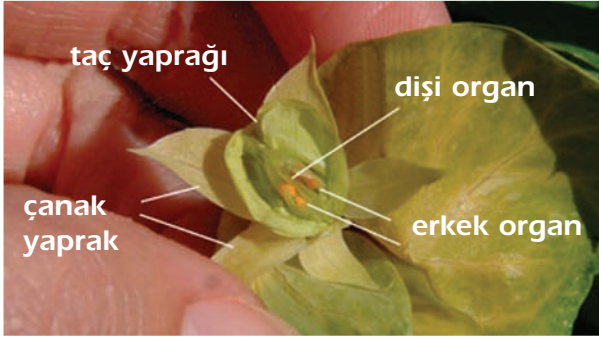 taç yaprağı
dişi organ
çanak
yaprak
erkek organ